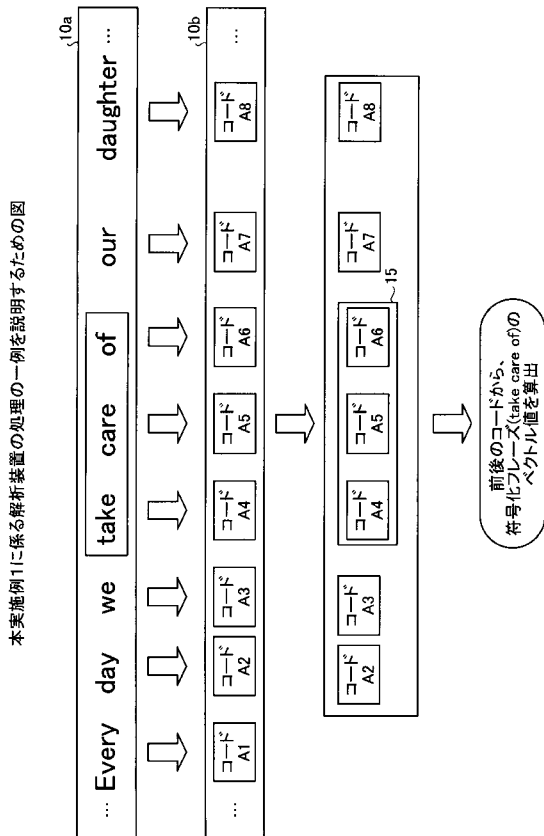 本実施例1に係る解析装置の処理の一例を説明するための図
10a
… Every day we take care of our daughter …
10b
… コード A1 コード A2 コード A3 コード A4 コード A5 コード A6 コード A7 コード A8 …
15
コード A2 コード A3 コード A4 コード A5 コード A6 コード A7 コード A8
前後のコードから、
符号化フレーズ(take care of)の
ベクトル値を算出